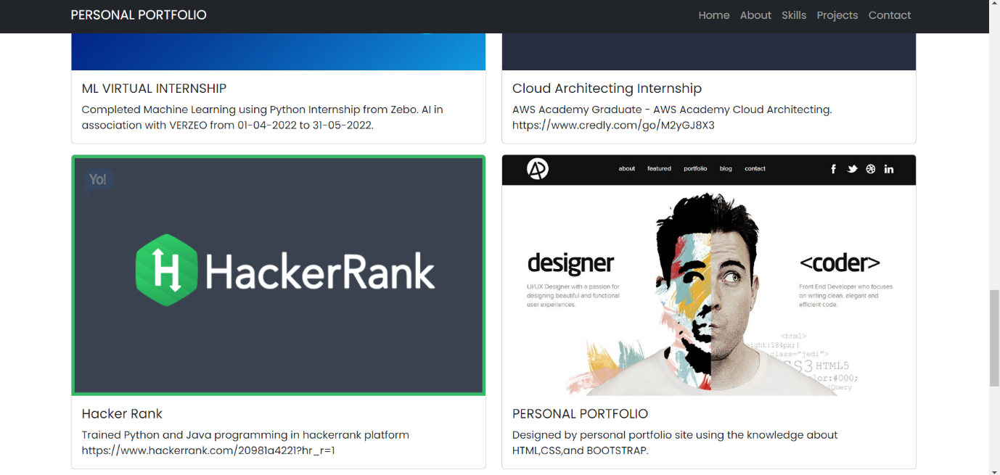 PERSONAL PORTFOLIO
Home About Skills Projects Contact
ML VIRTUAL INTERNSHIP
Completed Machine Learning using Python Internship from Zebo. AI in
association with VERZEO from 01-04-2022 to 31-05-2022.
Cloud Architecting Internship
AWS Academy Graduate - AWS Academy Cloud Architecting.
https://www.credly.com/go/M2yGJ8X3
Yo!
H HackerRank
Hacker Rank
Trained Python and Java programming in hackerrank platform
https://www.hackerrank.com/20981a4221?hr_r=1
about featured portfolio blog contact
designer
UI/UX Designer with a passion for
designing beautiful and functional
user experiences.
<coder>
Front End Developer who focuses
on writing clean, elegant and
efficient code.
<html>
eight:184px;}
class="jedi">
SS3 HTML5
olor:#000;
Query
PERSONAL PORTFOLIO
Designed by personal portfolio site using the knowledge about
HTML,CSS,and BOOTSTRAP.